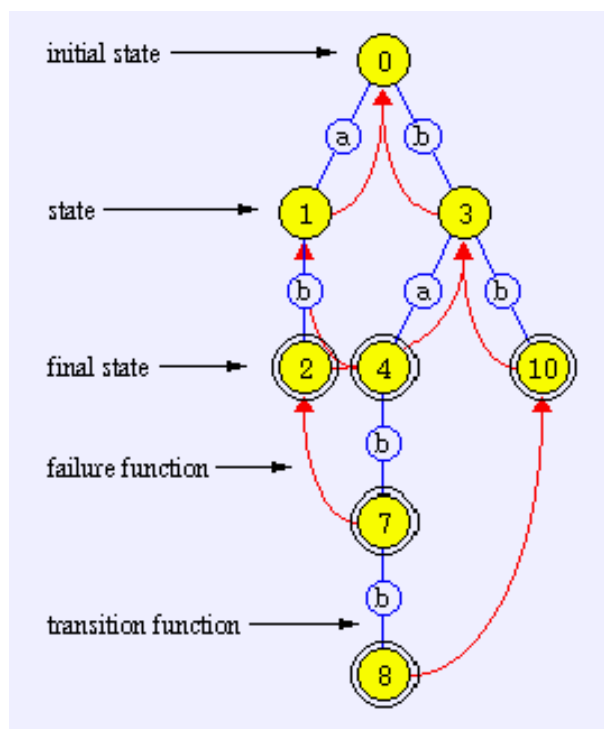 initial state 0
a b
state 1 3
b a b
final state 2 4 10
b
failure function
7
b
transition function
8